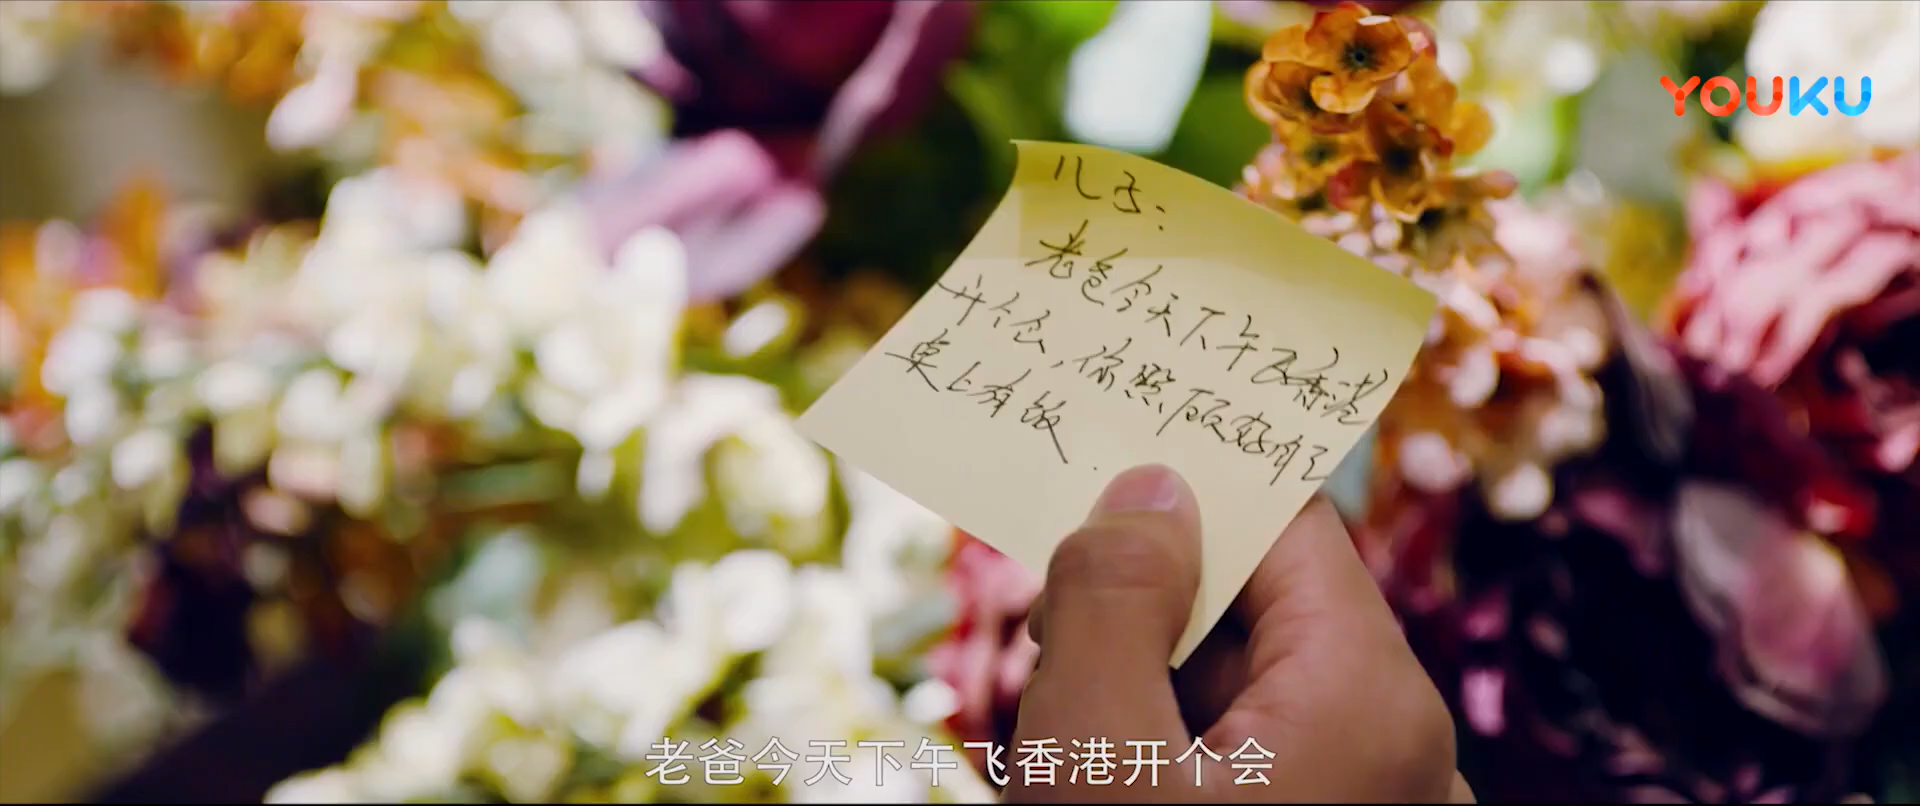 YOUKU
儿子：
老爸今天下午飞香港
开个会，你照顾好自己
桌上有饭．
老爸今天下午飞香港开个会